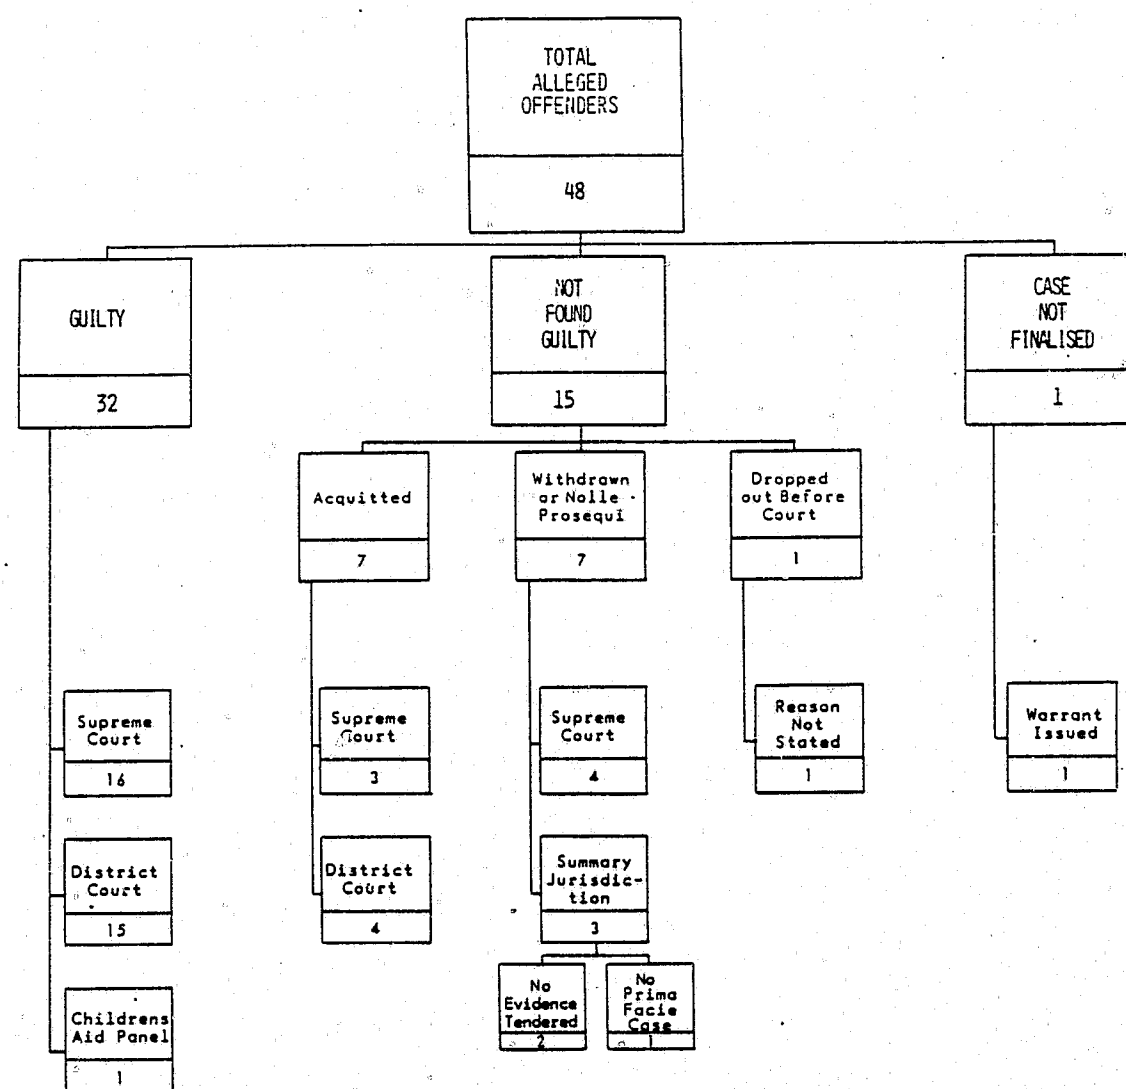 TOTAL
ALLEGED
OFFENDERS
48
GUILTY
32
NOT
FOUND
GUILTY
15
CASE
NOT
FINALISED
1
Acquitted
7
Withdrawn
or Nolle
Prosequi
7
Dropped
out Before
Court
1
Supreme
Court
16
Supreme
Court
3
Supreme
Court
4
Reason
Not
Stated
1
Warrant
Issued
1
District
Court
15
District
Court
4
Summary
Jurisdic-
tion
3
No
Evidence
Tendered
2
No
Prima
Facie
Case
1
Childrens
Aid Panel
1